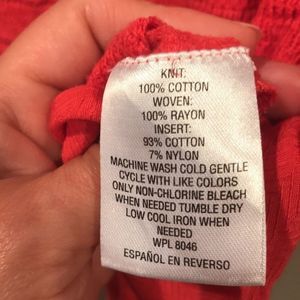 KNIT:
100% COTTON
WOVEN:
100% RAYON
INSERT:
93% COTTON
7% NYLON
MACHINE WASH COLD GENTLE
CYCLE WITH LIKE COLORS
ONLY NON-CHLORINE BLEACH
WHEN NEEDED TUMBLE DRY
LOW COOL IRON WHEN
NEEDED
WPL 8046
ESPAÑOL EN REVERSO